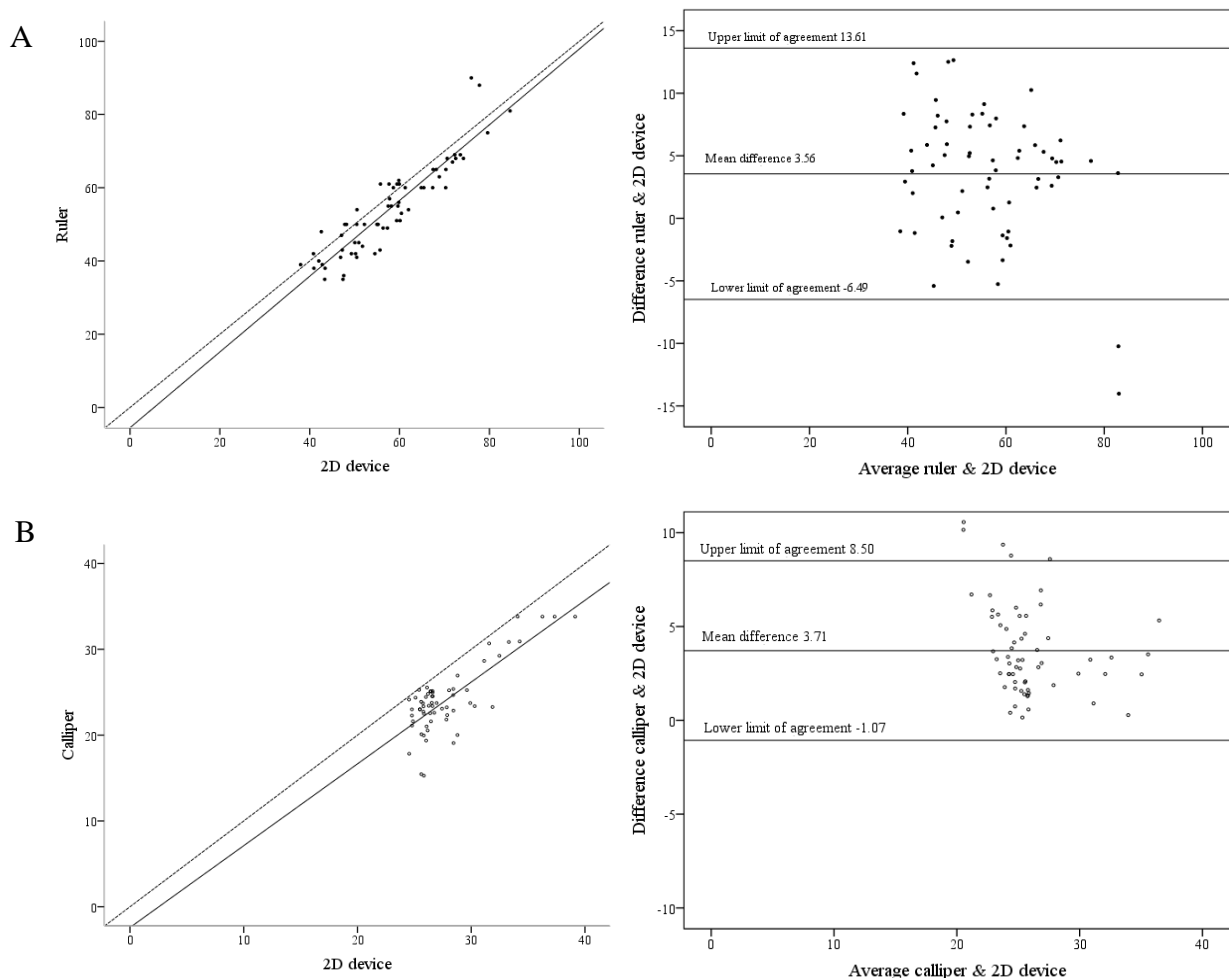 A
100
80
60
40
20
0
Ruler
0 20 40 60 80 100
2D device
15
10
5
0
-5
-10
-15
Difference ruler & 2D device
Upper limit of agreement 13.61
Mean difference 3.56
Lower limit of agreement -6.49
0 20 40 60 80 100
Average ruler & 2D device
B
40
30
20
10
0
Calliper
0 10 20 30 40
2D device
10
5
0
-5
-10
Difference calliper & 2D device
Upper limit of agreement 8.50
Mean difference 3.71
Lower limit of agreement -1.07
0 10 20 30 40
Average calliper & 2D device